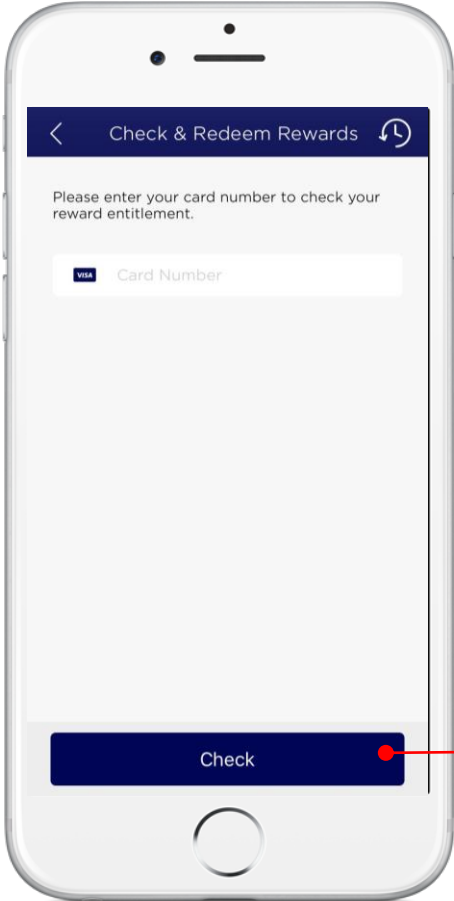 Check & Redeem Rewards
Please enter your card number to check your
reward entitlement.
VISA Card Number
Check